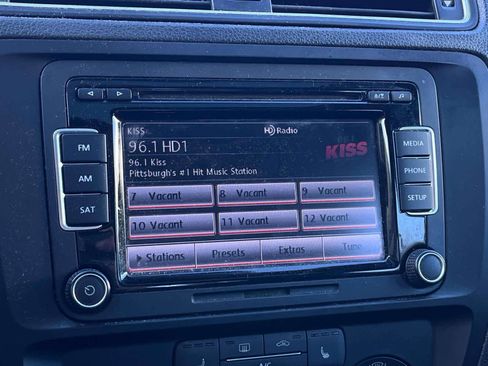 KISS
HD Radio
96.1 HD1
96.1 Kiss
Pittsburgh's #1 Hit Music Station
KISS
7 Vacant
8 Vacant
9 Vacant
10 Vacant
11 Vacant
12 Vacant
Stations
Presets
Extras
Tune
FM
AM
SAT
MEDIA
PHONE
SETUP
A/C